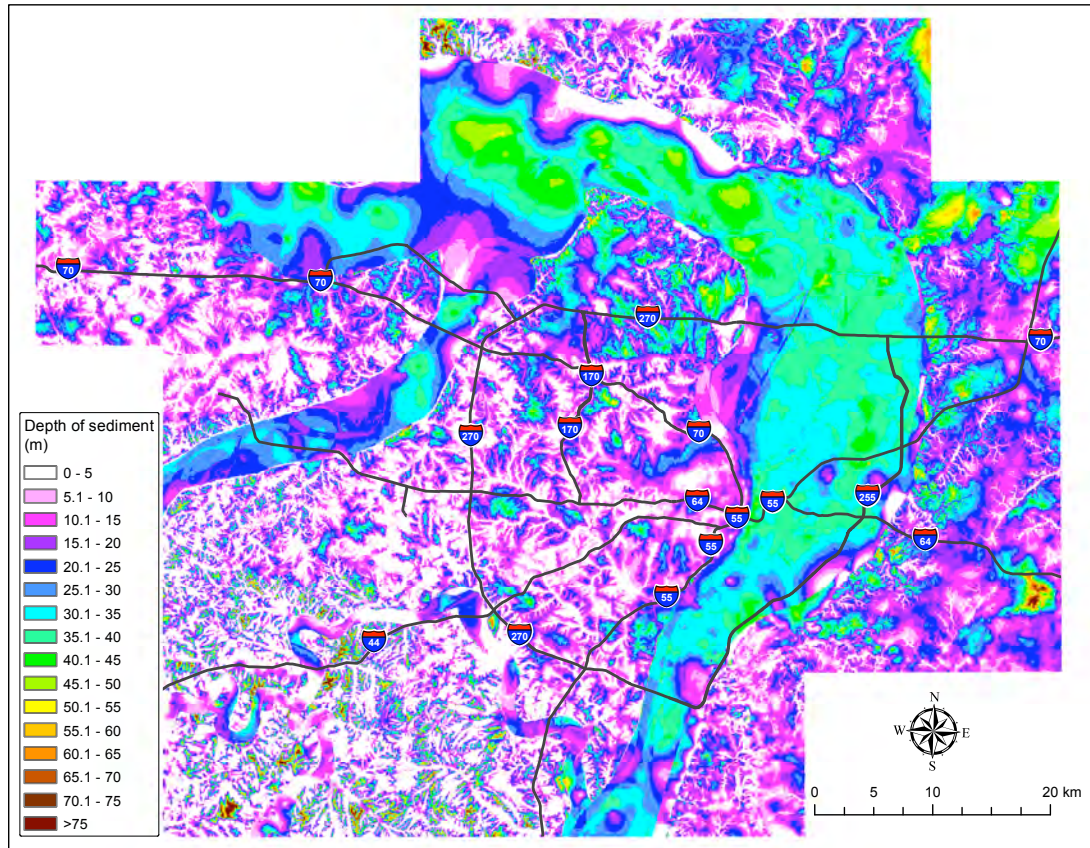 70
70
270
70
170
270
170
70
64
55
55
255
55
64
55
44
270
Depth of sediment
(m)
0 - 5
5.1 - 10
10.1 - 15
15.1 - 20
20.1 - 25
25.1 - 30
30.1 - 35
35.1 - 40
40.1 - 45
45.1 - 50
50.1 - 55
55.1 - 60
60.1 - 65
65.1 - 70
70.1 - 75
>75
N
W E
S
0 5 10 20 km